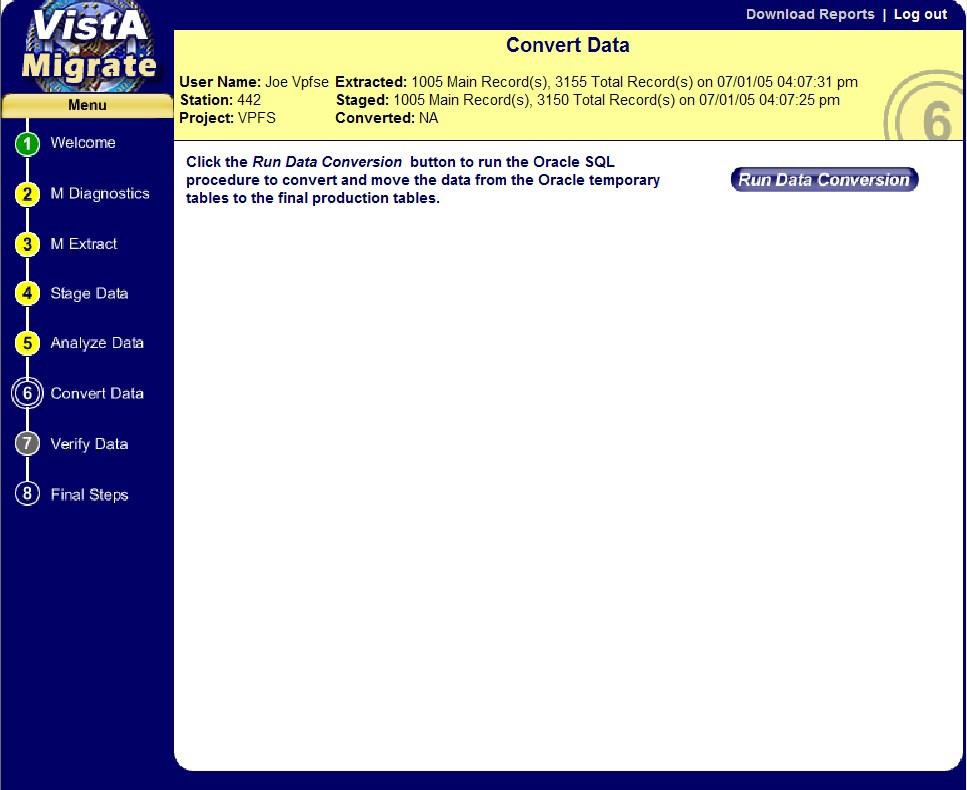 VistA
Migrate
Download Reports | Log out
Convert Data
User Name: Joe Vpfse Extracted: 1005 Main Record(s), 3155 Total Record(s) on 07/01/05 04:07:31 pm
Station: 442 Staged: 1005 Main Record(s), 3150 Total Record(s) on 07/01/05 04:07:25 pm
Project: VPFS Converted: NA
6
Menu
1 Welcome
2 M Diagnostics
3 M Extract
4 Stage Data
5 Analyze Data
6 Convert Data
7 Verify Data
8 Final Steps
Click the Run Data Conversion button to run the Oracle SQL
procedure to convert and move the data from the Oracle temporary
tables to the final production tables.
Run Data Conversion